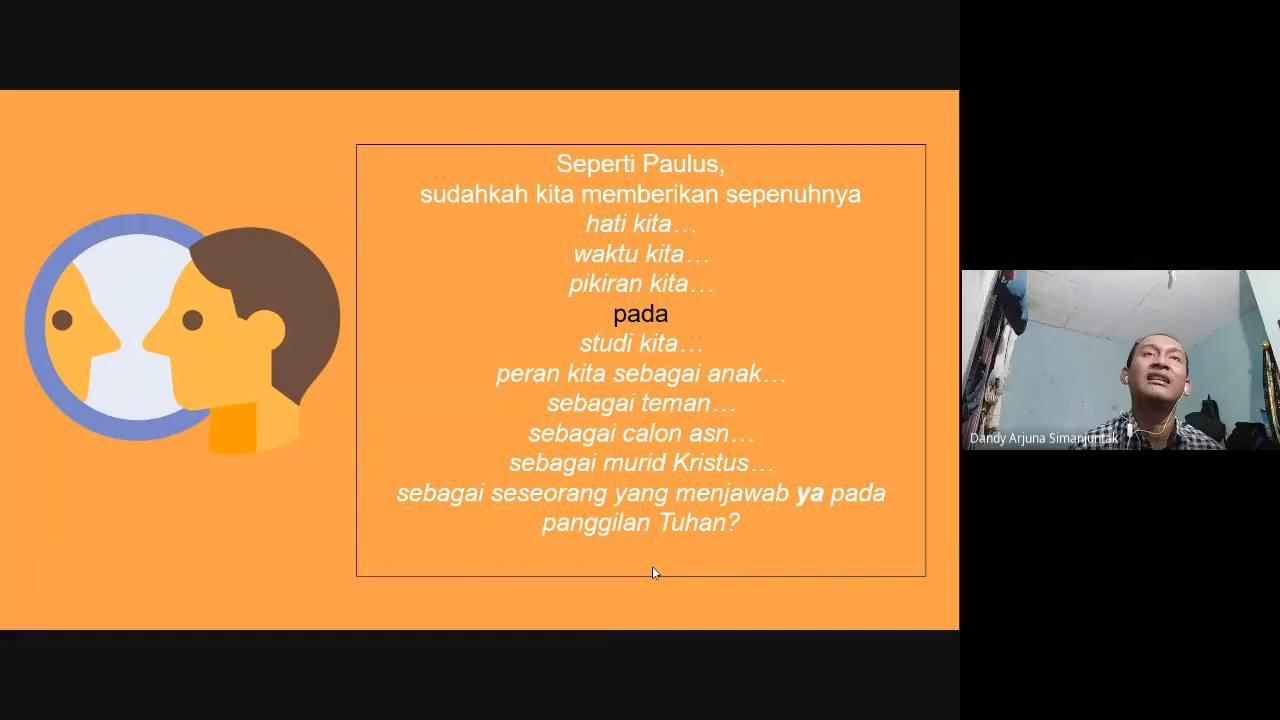 Seperti Paulus,
sudahkah kita memberikan sepenuhnya
hati kita…
waktu kita…
pikiran kita…
pada
studi kita…
peran kita sebagai anak…
sebagai teman…
sebagai calon asn…
sebagai murid Kristus…
sebagai seseorang yang menjawab ya pada
panggilan Tuhan?
Dandy Arjuna Simanjuntak